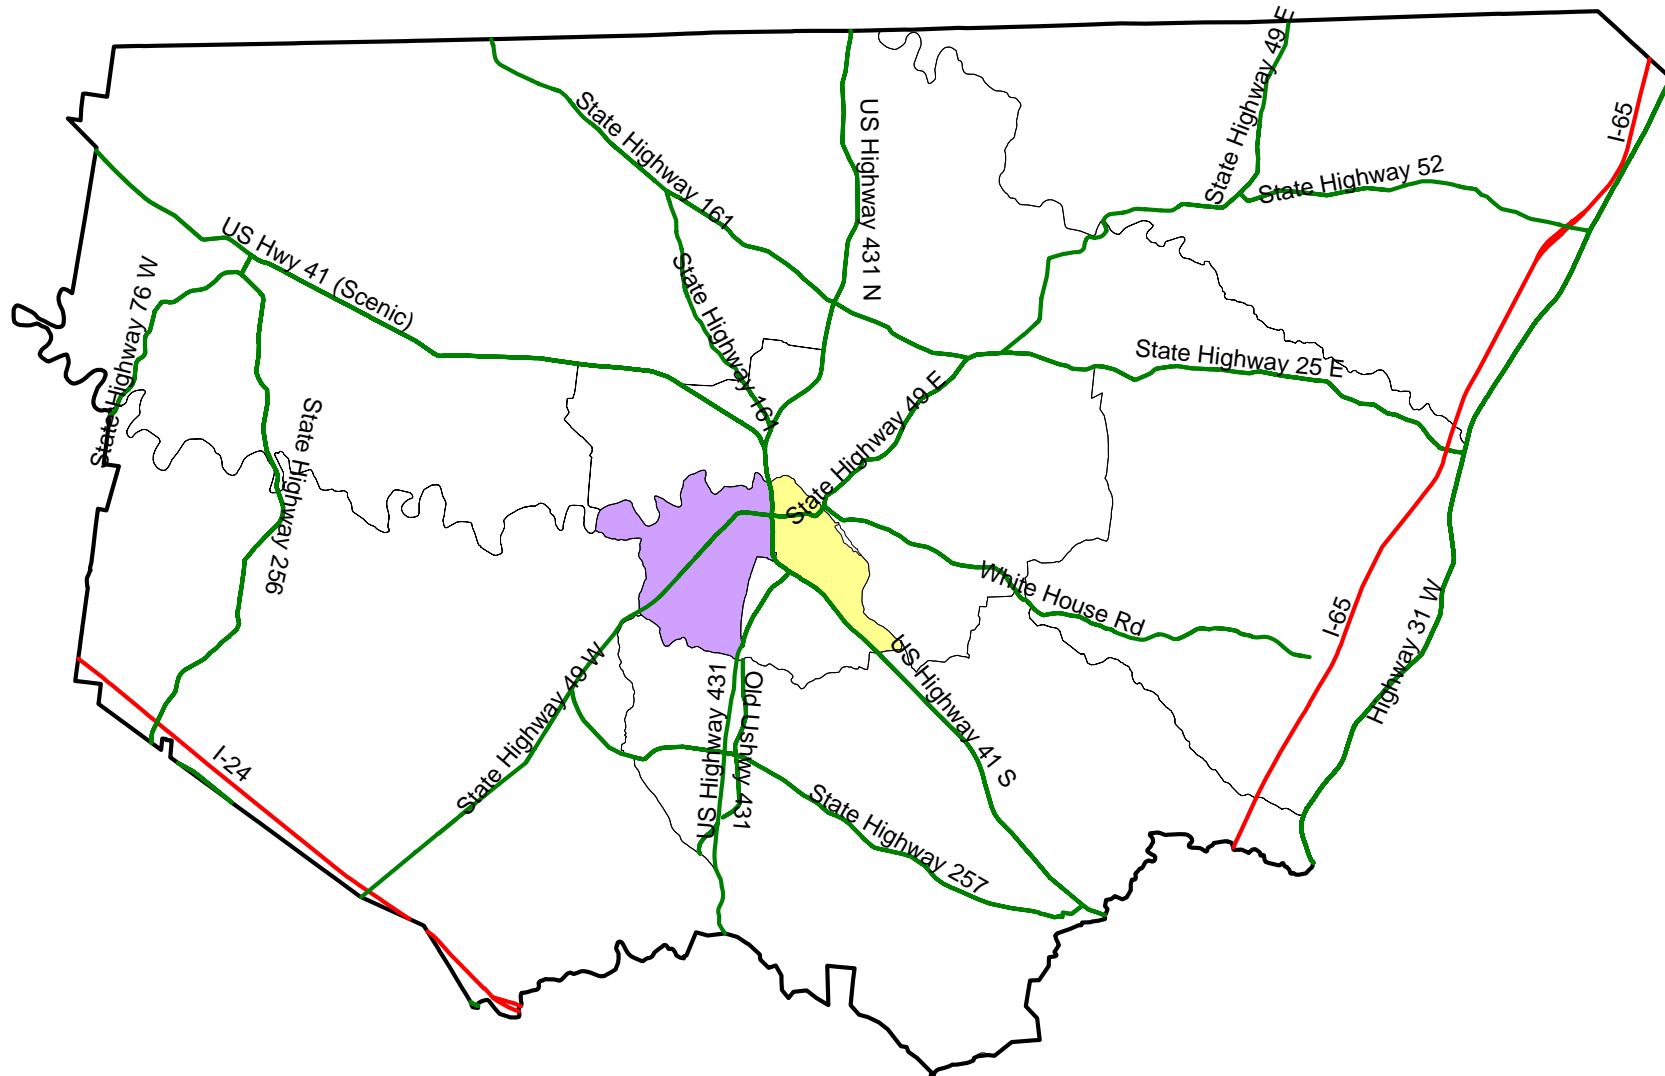 State Highway 49 E
I-65
State Highway 161
US Highway 431 N
State Highway 52
US Hwy 41 (Scenic)
State Highway 76 W
State Highway 161
State Highway 25 E
State Highway 49 E
State Highway 256
White House Rd
I-65
Highway 31 W
State Highway 49 W
US Highway 431
Old Ushwy 431
US Highway 41 S
I-24
State Highway 257